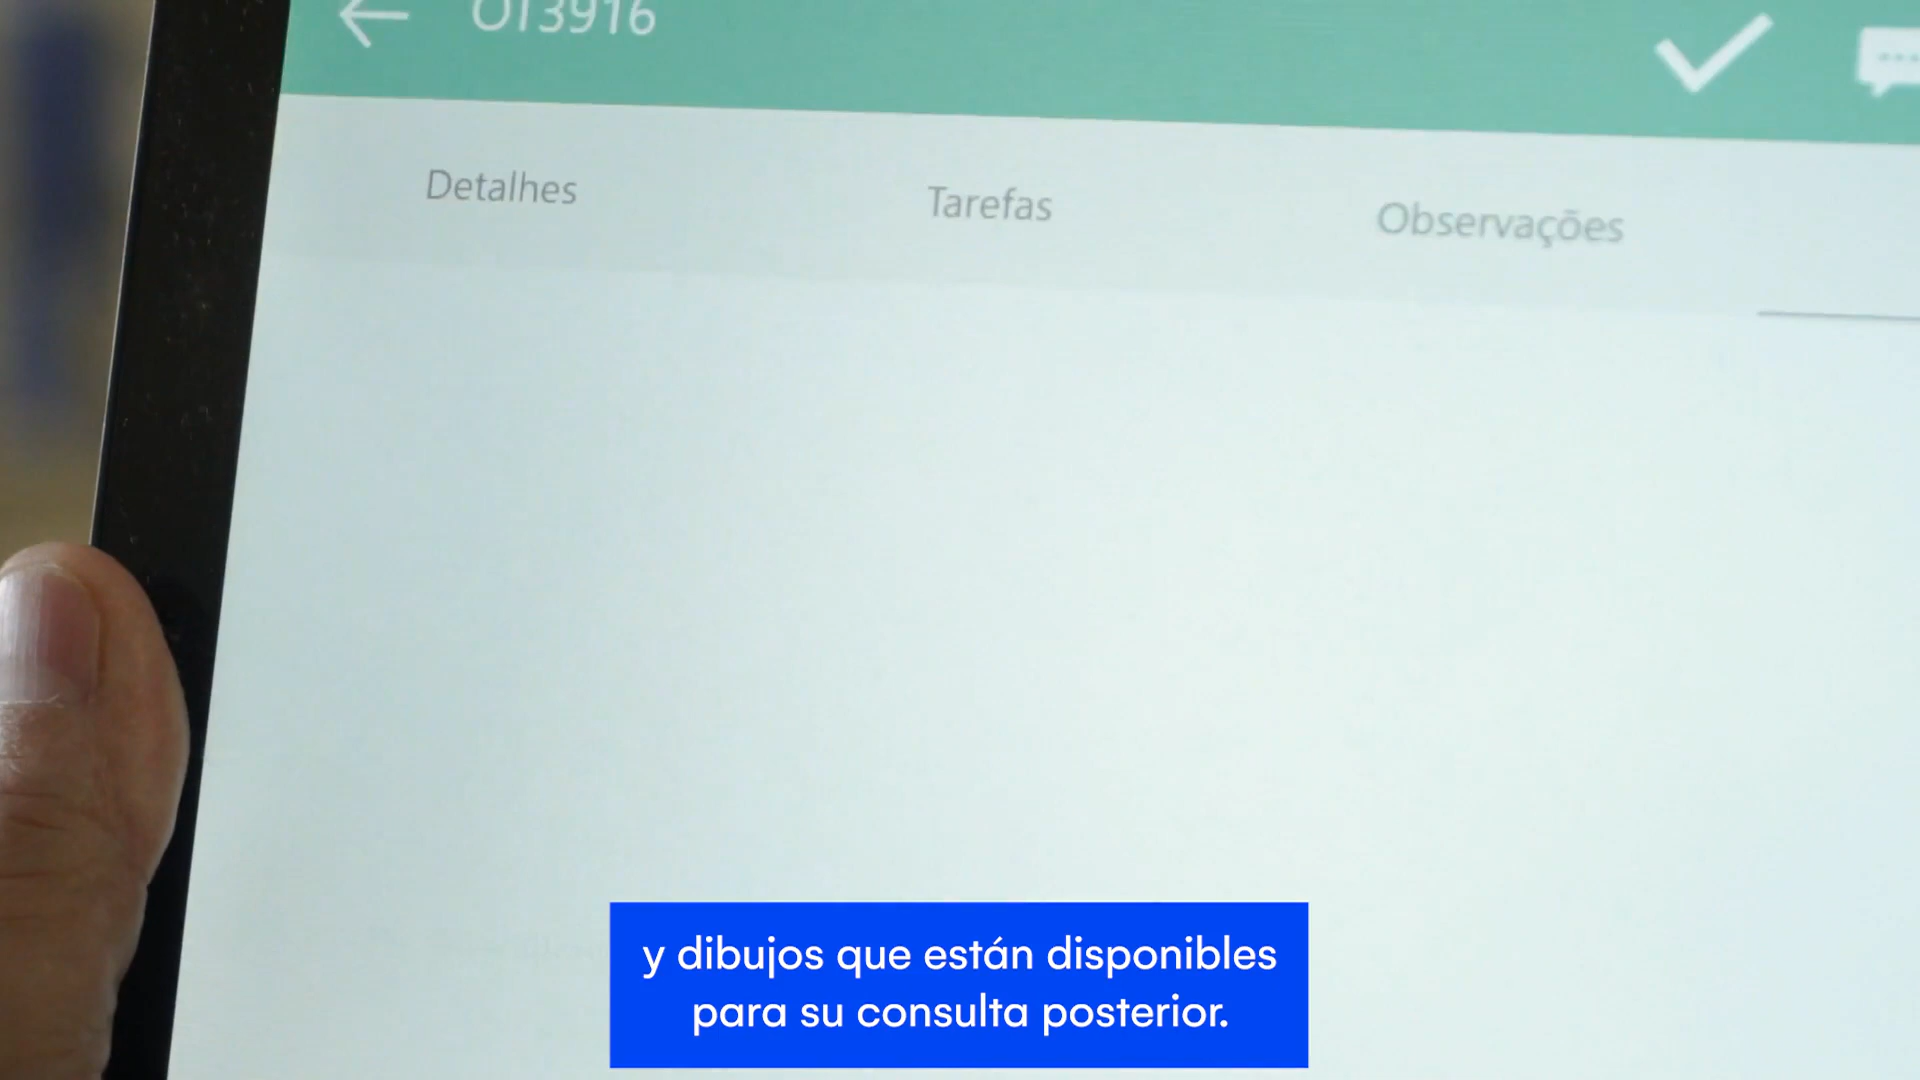 OT3916
Detalhes Tarefas Observações
y dibujos que están disponibles
para su consulta posterior.